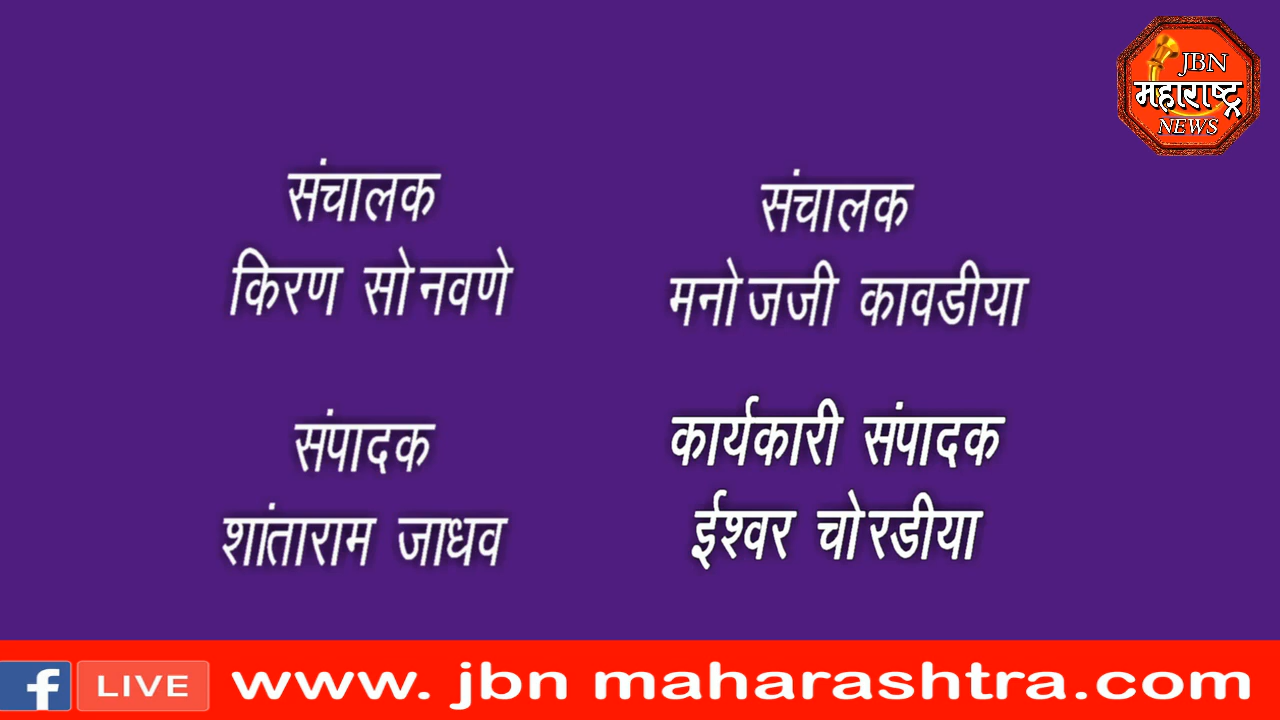 JBN
महाराष्ट्र
NEWS
संचालक
किरण सोनवणे
संचालक
मनोजजी कावडीया
संपादक
शांताराम जाधव
कार्यकारी संपादक
ईश्वर चोरडीया
f LIVE www. jbn maharashtra.com